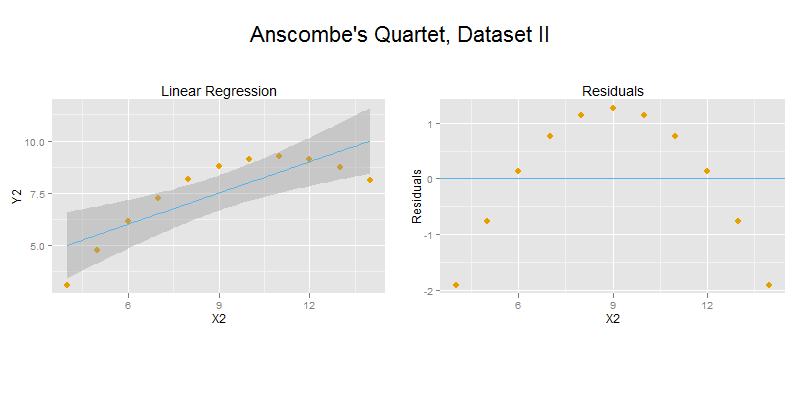 Anscombe's Quartet, Dataset II
Linear Regression
Y2
10.0
7.5
5.0
6 9 12
X2
Residuals
Residuals
1
0
-1
-2
6 9 12
X2